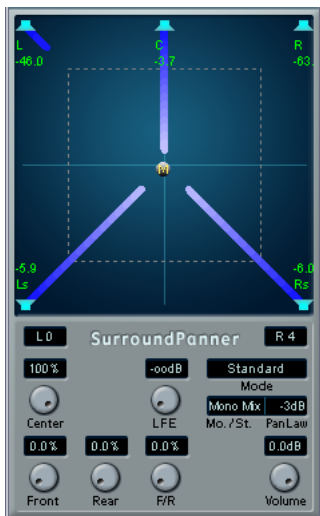 L C R
-46.0 -3.7 -63.
M
-5.9 -6.0
Ls Rs
L 0 SurroundPanner R 4
100% -oodB Standard
Mode
Mono Mix -3dB
Center LFE Mo./St. PanLaw
0.0% 0.0% 0.0% 0.0dB
Front Rear F/R Volume